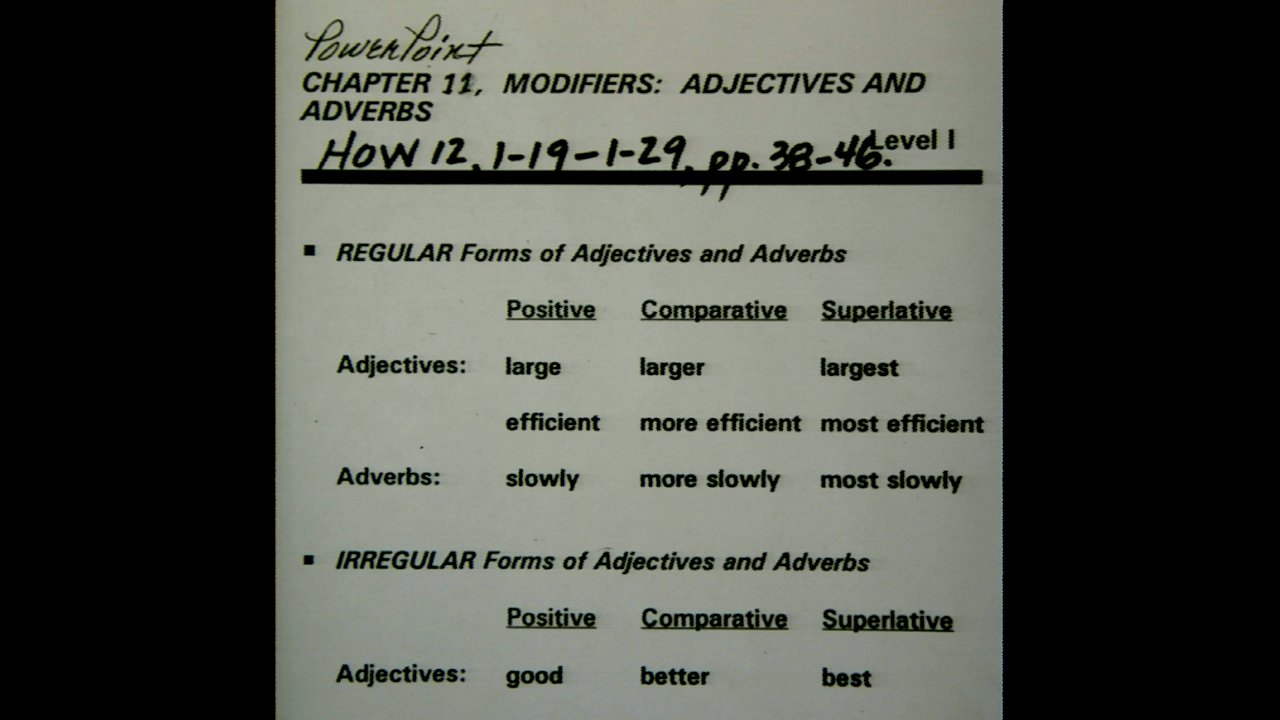 PowerPoint
CHAPTER 11, MODIFIERS: ADJECTIVES AND
ADVERBS
Level I
HOW 12, 1-19-1-29, pp. 38-46.
■ REGULAR Forms of Adjectives and Adverbs
Positive Comparative Superlative
Adjectives: large larger largest
efficient more efficient most efficient
Adverbs: slowly more slowly most slowly
■ IRREGULAR Forms of Adjectives and Adverbs
Positive Comparative Superlative
Adjectives: good better best